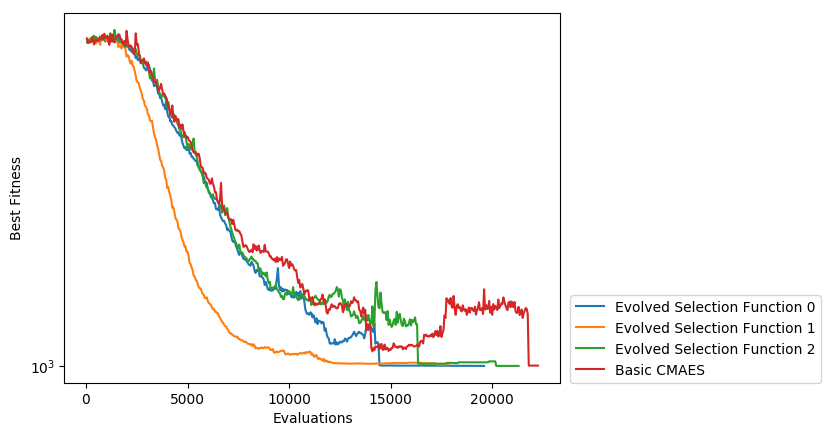 Best Fitness
10³
0 5000 10000 15000 20000
Evaluations
Evolved Selection Function 0
Evolved Selection Function 1
Evolved Selection Function 2
Basic CMAES